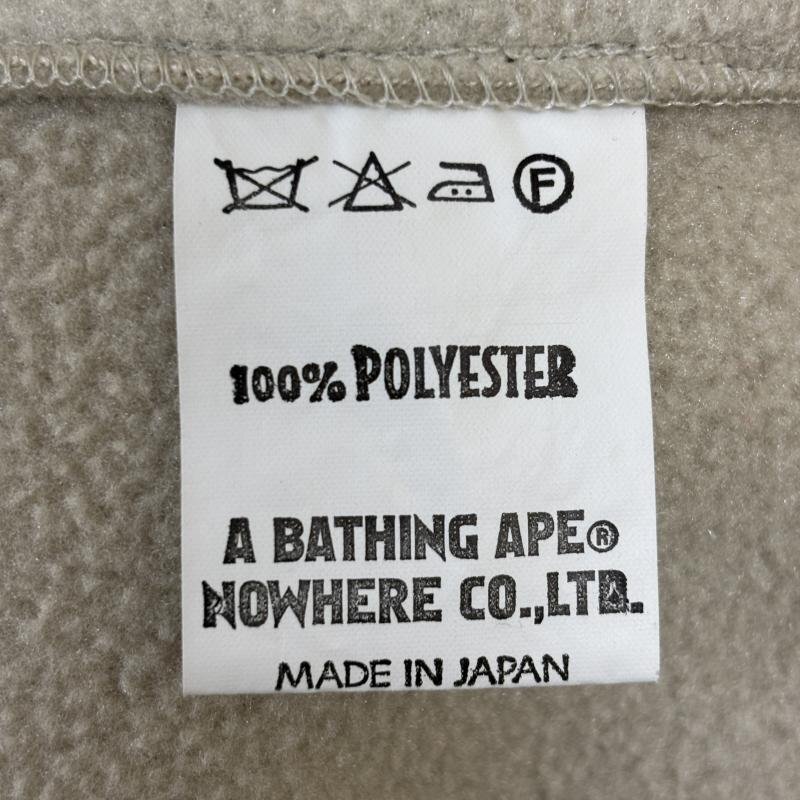 F
100% POLYESTER
A BATHING APE®
NOWHERE CO.,LTD.
MADE IN JAPAN